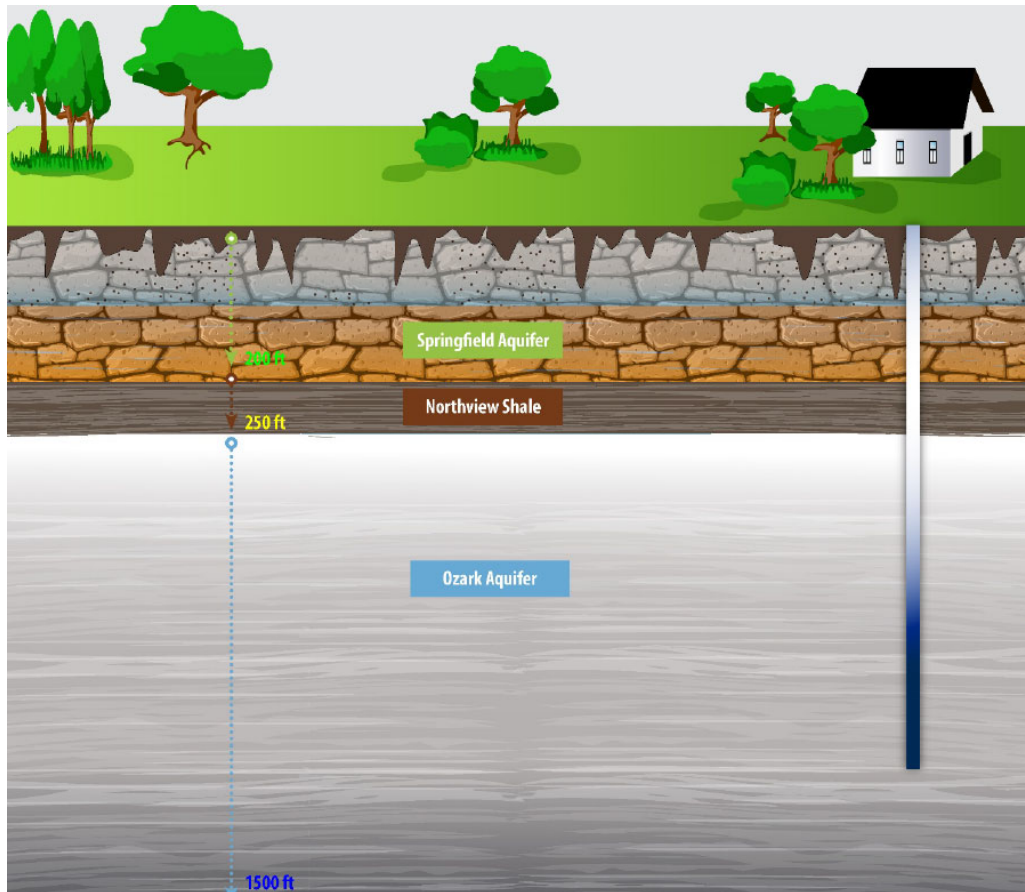 Springfield Aquifer
200 ft
Northview Shale
250 ft
Ozark Aquifer
1500 ft